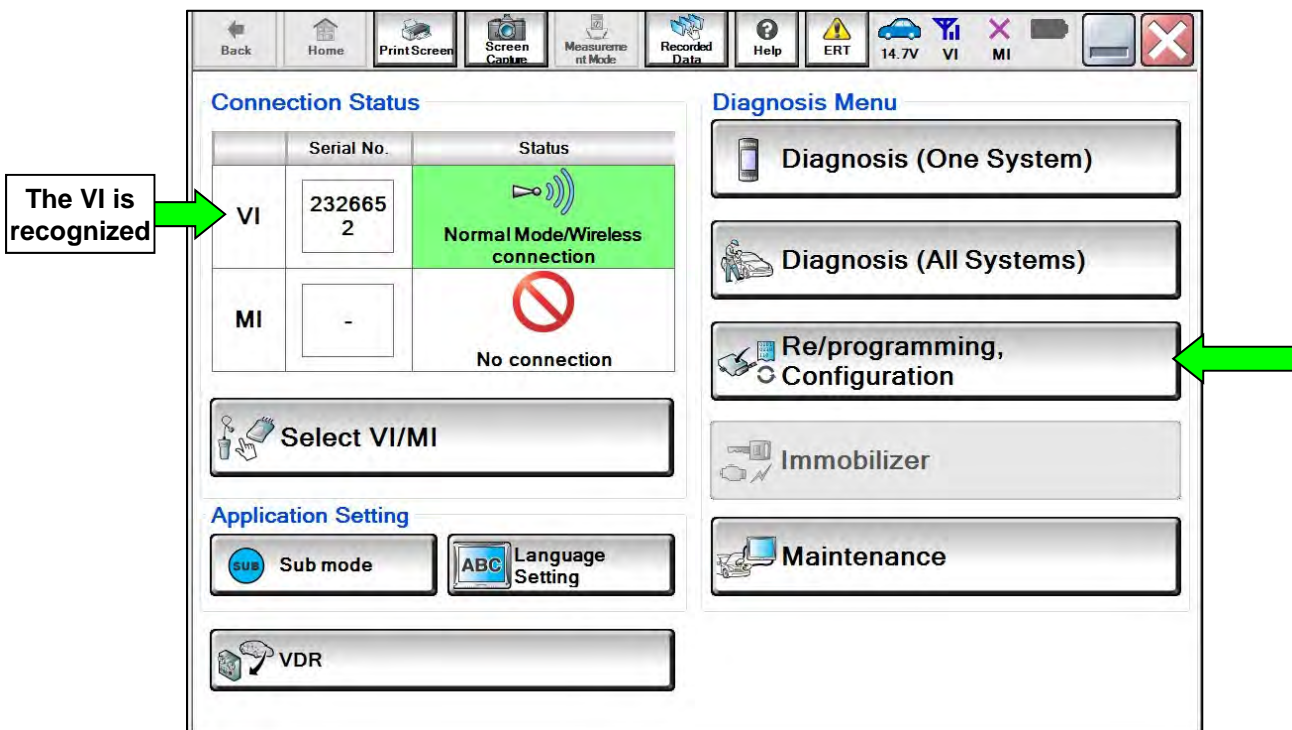 Back
Home
Print Screen
Screen
Capture
Measureme
nt Mode
Recorded
Data
Help
ERT
14.7V
VI
MI
Connection Status
Serial No.
Status
The VI is
recognized
VI
232665
2
Normal Mode/Wireless
connection
MI
-
No connection
Select VI/MI
Application Setting
SUB
Sub mode
ABC
Language
Setting
VDR
Diagnosis Menu
Diagnosis (One System)
Diagnosis (All Systems)
Re/programming,
Configuration
Immobilizer
Maintenance